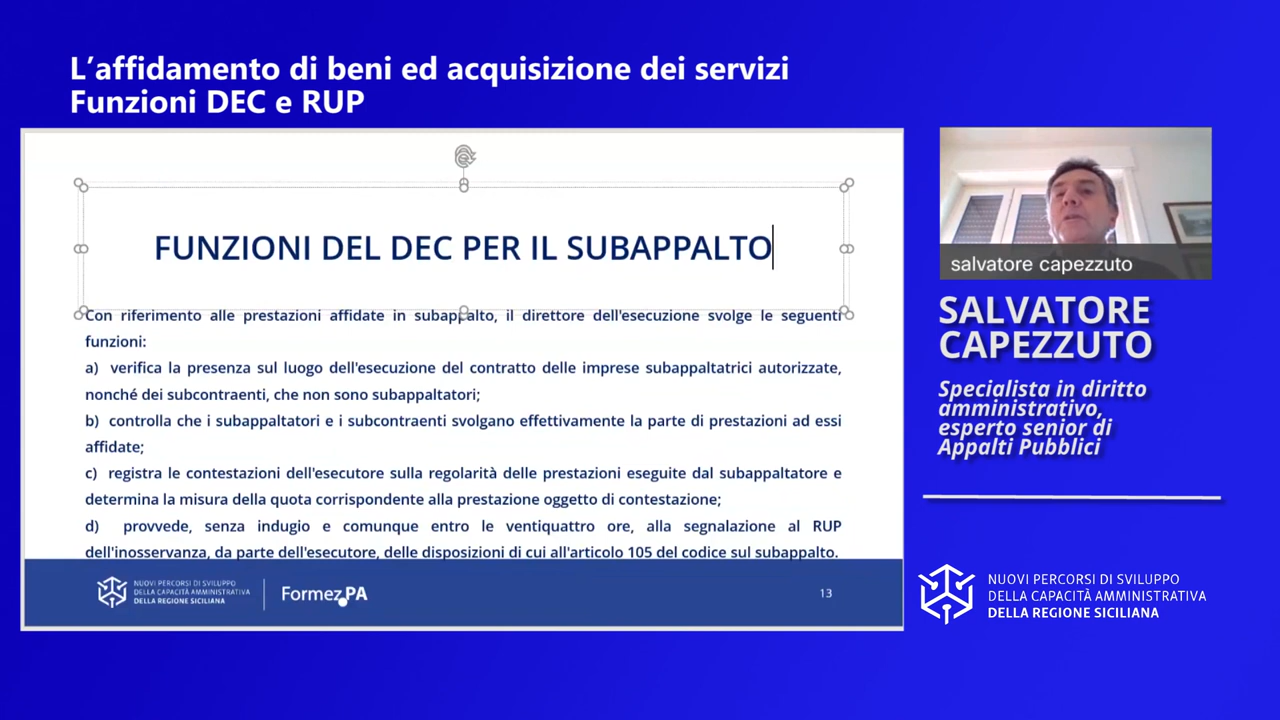 L’affidamento di beni ed acquisizione dei servizi
Funzioni DEC e RUP
FUNZIONI DEL DEC PER IL SUBAPPALTO
Con riferimento alle prestazioni affidate in subappalto, il direttore dell'esecuzione svolge le seguenti
funzioni:
a) verifica la presenza sul luogo dell'esecuzione del contratto delle imprese subappaltatrici autorizzate,
nonché dei subcontraenti, che non sono subappaltatori;
b) controlla che i subappaltatori e i subcontraenti svolgano effettivamente la parte di prestazioni ad essi
affidate;
c) registra le contestazioni dell'esecutore sulla regolarità delle prestazioni eseguite dal subappaltatore e
determina la misura della quota corrispondente alla prestazione oggetto di contestazione;
d) provvede, senza indugio e comunque entro le ventiquattro ore, alla segnalazione al RUP
dell'inosservanza, da parte dell'esecutore, delle disposizioni di cui all'articolo 105 del codice sul subappalto.
NUOVI PERCORSI DI SVILUPPO
DELLA CAPACITÀ AMMINISTRATIVA
DELLA REGIONE SICILIANA
Formez PA
13
salvatore capezzuto
SALVATORE
CAPEZZUTO
Specialista in diritto
amministrativo,
esperto senior di
Appalti Pubblici
NUOVI PERCORSI DI SVILUPPO
DELLA CAPACITÀ AMMINISTRATIVA
DELLA REGIONE SICILIANA